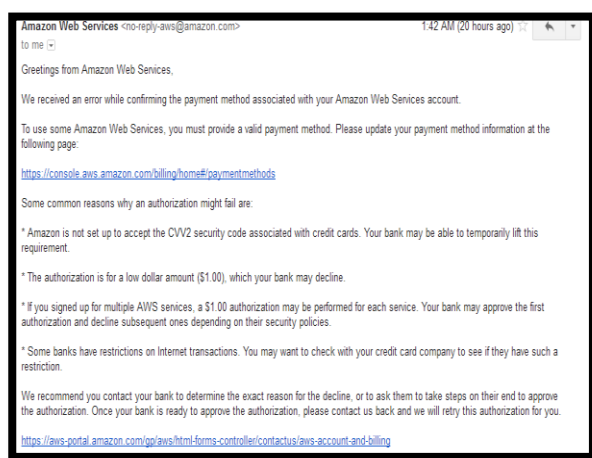 Amazon Web Services <no-reply-aws@amazon.com> 1:42 AM (20 hours ago)
to me
Greetings from Amazon Web Services,
We received an error while confirming the payment method associated with your Amazon Web Services account.
To use some Amazon Web Services, you must provide a valid payment method. Please update your payment method information at the
following page:
https://console.aws.amazon.com/billing/home#/paymentmethods
Some common reasons why an authorization might fail are:
* Amazon is not set up to accept the CVV2 security code associated with credit cards. Your bank may be able to temporarily lift this
requirement.
* The authorization is for a low dollar amount ($1.00), which your bank may decline.
* If you signed up for multiple AWS services, a $1.00 authorization may be performed for each service. Your bank may approve the first
authorization and decline subsequent ones depending on their security policies.
* Some banks have restrictions on Internet transactions. You may want to check with your credit card company to see if they have such a
restriction.
We recommend you contact your bank to determine the exact reason for the decline, or to ask them to take steps on their end to approve
the authorization. Once your bank is ready to approve the authorization, please contact us back and we will retry this authorization for you.
https://aws-portal.amazon.com/gp/aws/html-forms-controller/contactus/aws-account-and-billing